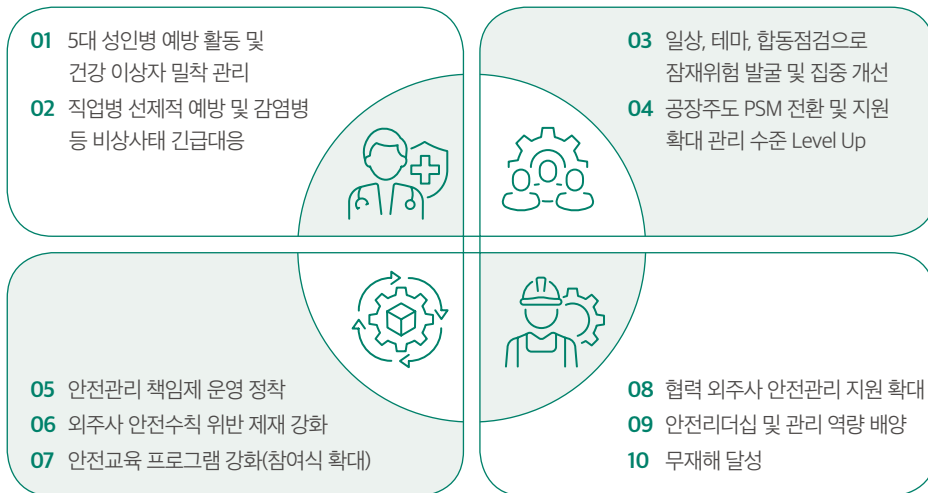 01 5대 성인병 예방 활동 및
건강 이상자 밀착 관리
02 직업병 선제적 예방 및 감염병
등 비상사태 긴급대응
03 일상, 테마, 합동점검으로
잠재위험 발굴 및 집중 개선
04 공장주도 PSM 전환 및 지원
확대 관리 수준 Level Up
05 안전관리 책임제 운영 정착
06 외주사 안전수칙 위반 제재 강화
07 안전교육 프로그램 강화(참여식 확대)
08 협력 외주사 안전관리 지원 확대
09 안전리더십 및 관리 역량 배양
10 무재해 달성